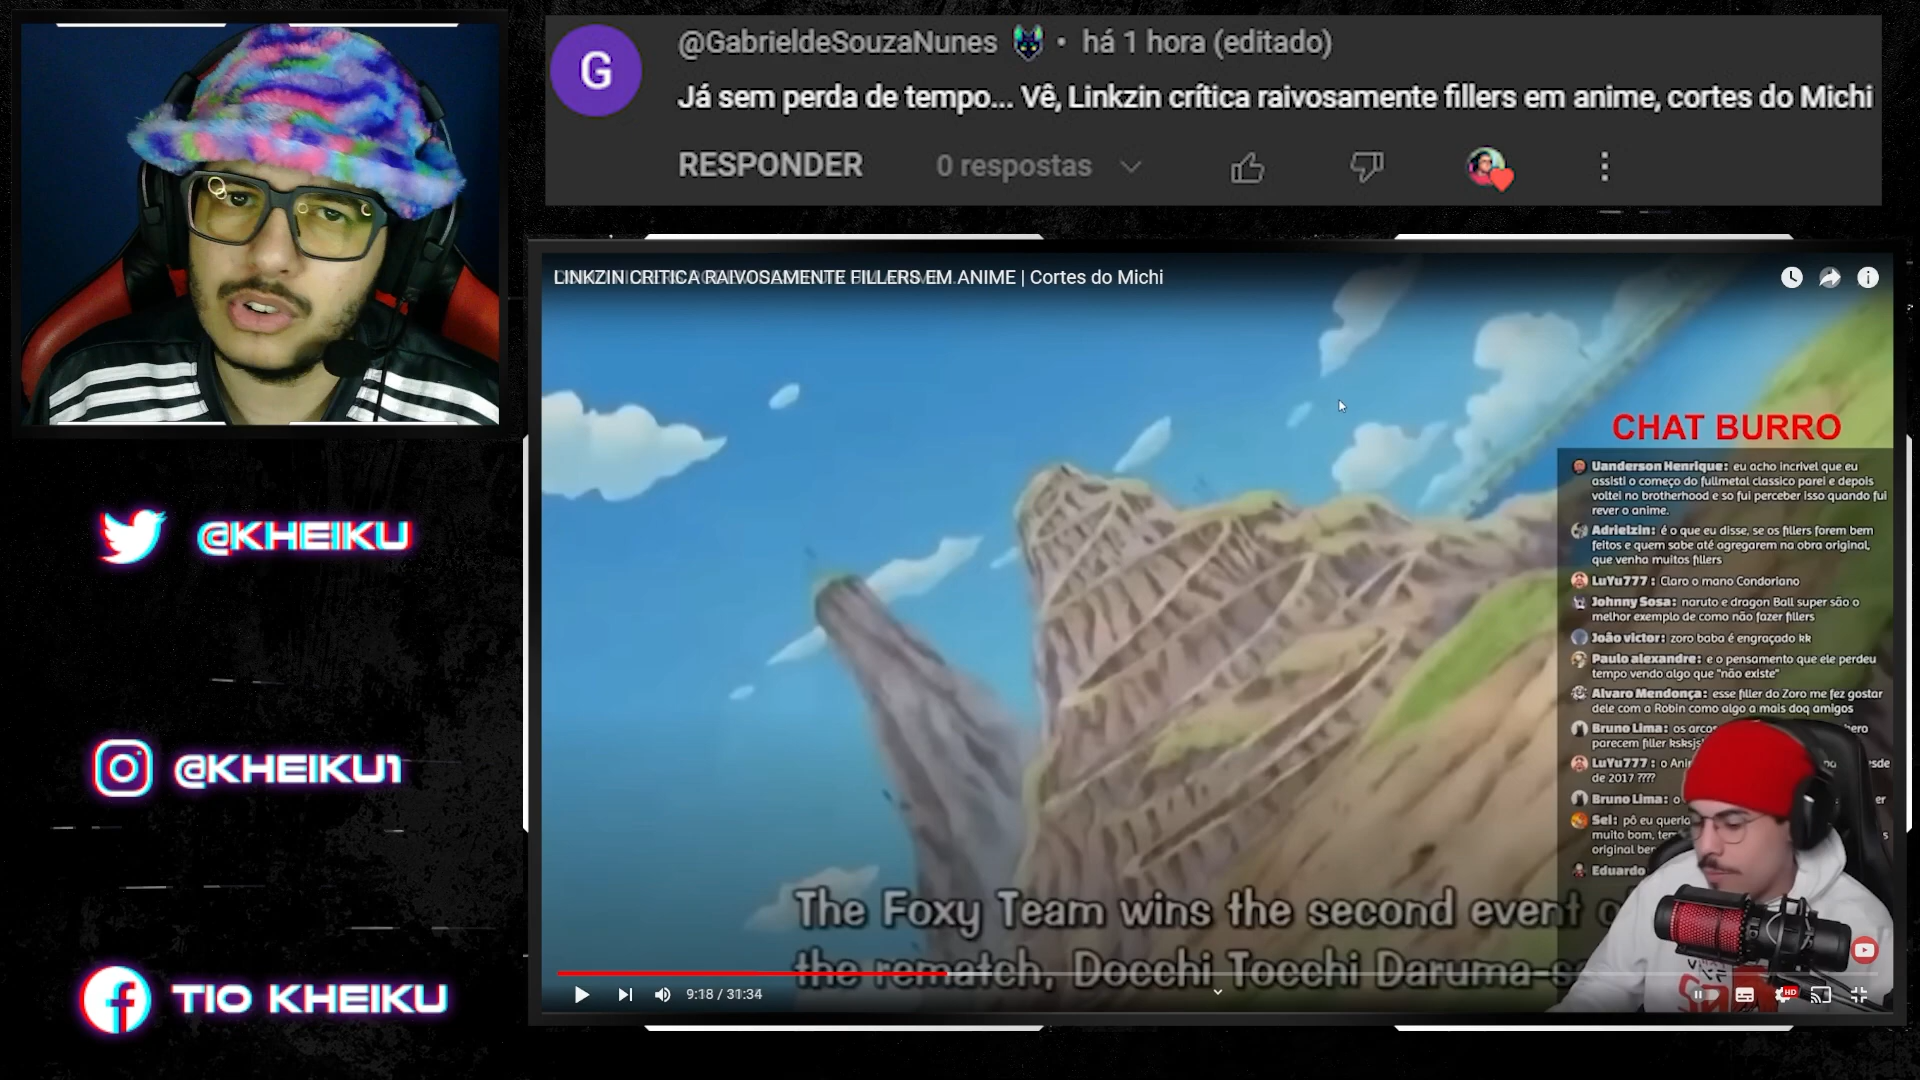 G
@GabrieldeSouzaNunes • há 1 hora (editado)
Já sem perda de tempo... Vê, Linkzin crítica raivosamente fillers em anime, cortes do Michi
RESPONDER 0 respostas
LINKZIN CRITICA RAIVOSAMENTE FILLERS EM ANIME | Cortes do Michi
CHAT BURRO
Uanderson Henrique: eu acho incrivel que eu
assisti o começo do fullmetal classico parei e depois
voltei no brotherhood e so fui perceber isso quando fui
rever o anime.
Adrielzin: é o que eu disse, se os fillers forem bem
feitos e quem sabe até agregarem na obra original,
que venha muitos fillers
LuYu777 : Claro o mano Condoriano
Johnny Sosa: naruto e dragon Ball super são o
melhor exemplo de como não fazer fillers
João victor: zoro baba é engraçado kk
Paulo alexandre: e o pensamento que ele perdeu
tempo vendo algo que "não existe"
Alvaro Mendonça: esse filler do Zoro me fez gostar
dele com a Robin como algo a mais doq amigos
Bruno Lima: os arcos
parecem filler
LuYu777 : o
de 2017 ????
Bruno Lima: o
Sel: pô eu queria
muito bom,
original
Eduardo
The Foxy Team wins the second event
the rematch, Docchi Tocchi
9:18 / 31:34
HD
@KHEIKU
@KHEIKU1
TIO KHEIKU